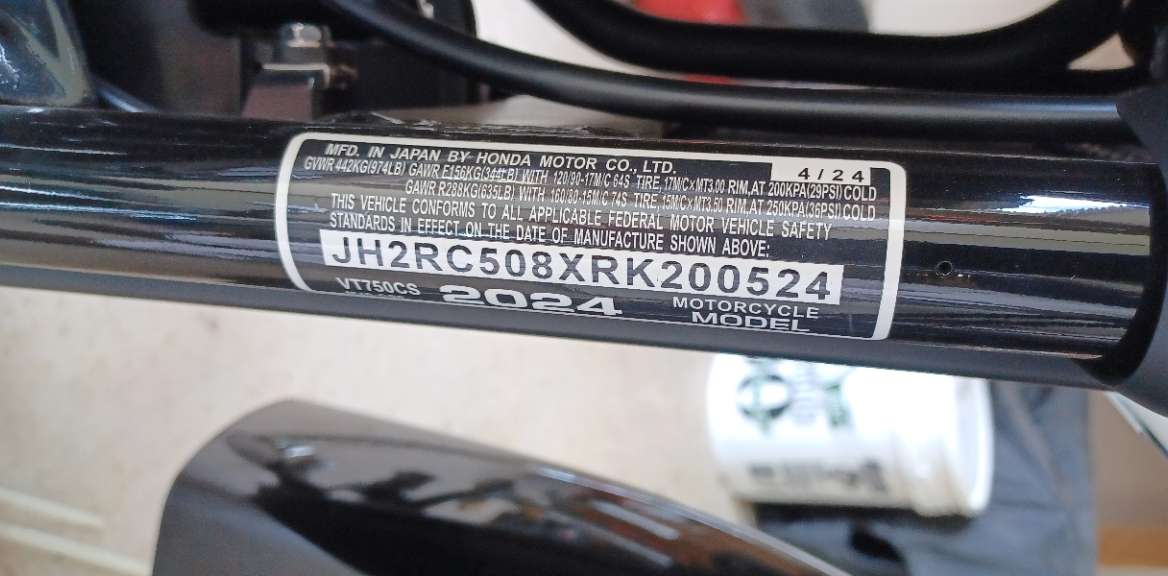 MFD. IN JAPAN BY HONDA MOTOR CO., LTD. 4/24
GVWR 442KG(974LB) GAWR F156KG(344LB) WITH 120/90-17M/C 64S TIRE, 17M/C×MT3.00 RIM, AT 200KPA(29PSI) COLD
GAWR R288KG(635LB) WITH 160/80-15M/C 74S TIRE, 15M/C×MT3.50 RIM, AT 250KPA(36PSI) COLD
THIS VEHICLE CONFORMS TO ALL APPLICABLE FEDERAL MOTOR VEHICLE SAFETY
STANDARDS IN EFFECT ON THE DATE OF MANUFACTURE SHOWN ABOVE:
JH2RC508XRK200524
VT750CS 2024 MOTORCYCLE
MODEL